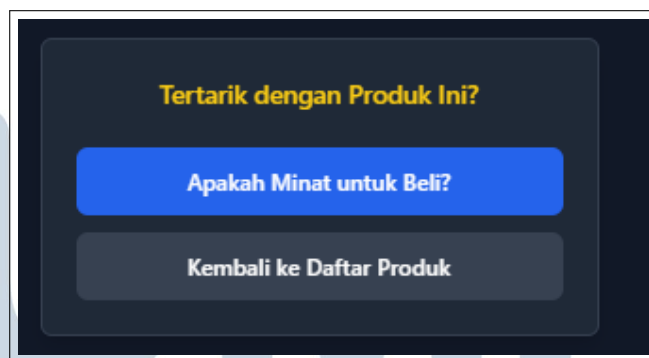 Tertarik dengan Produk Ini?
Apakah Minat untuk Beli?
Kembali ke Daftar Produk